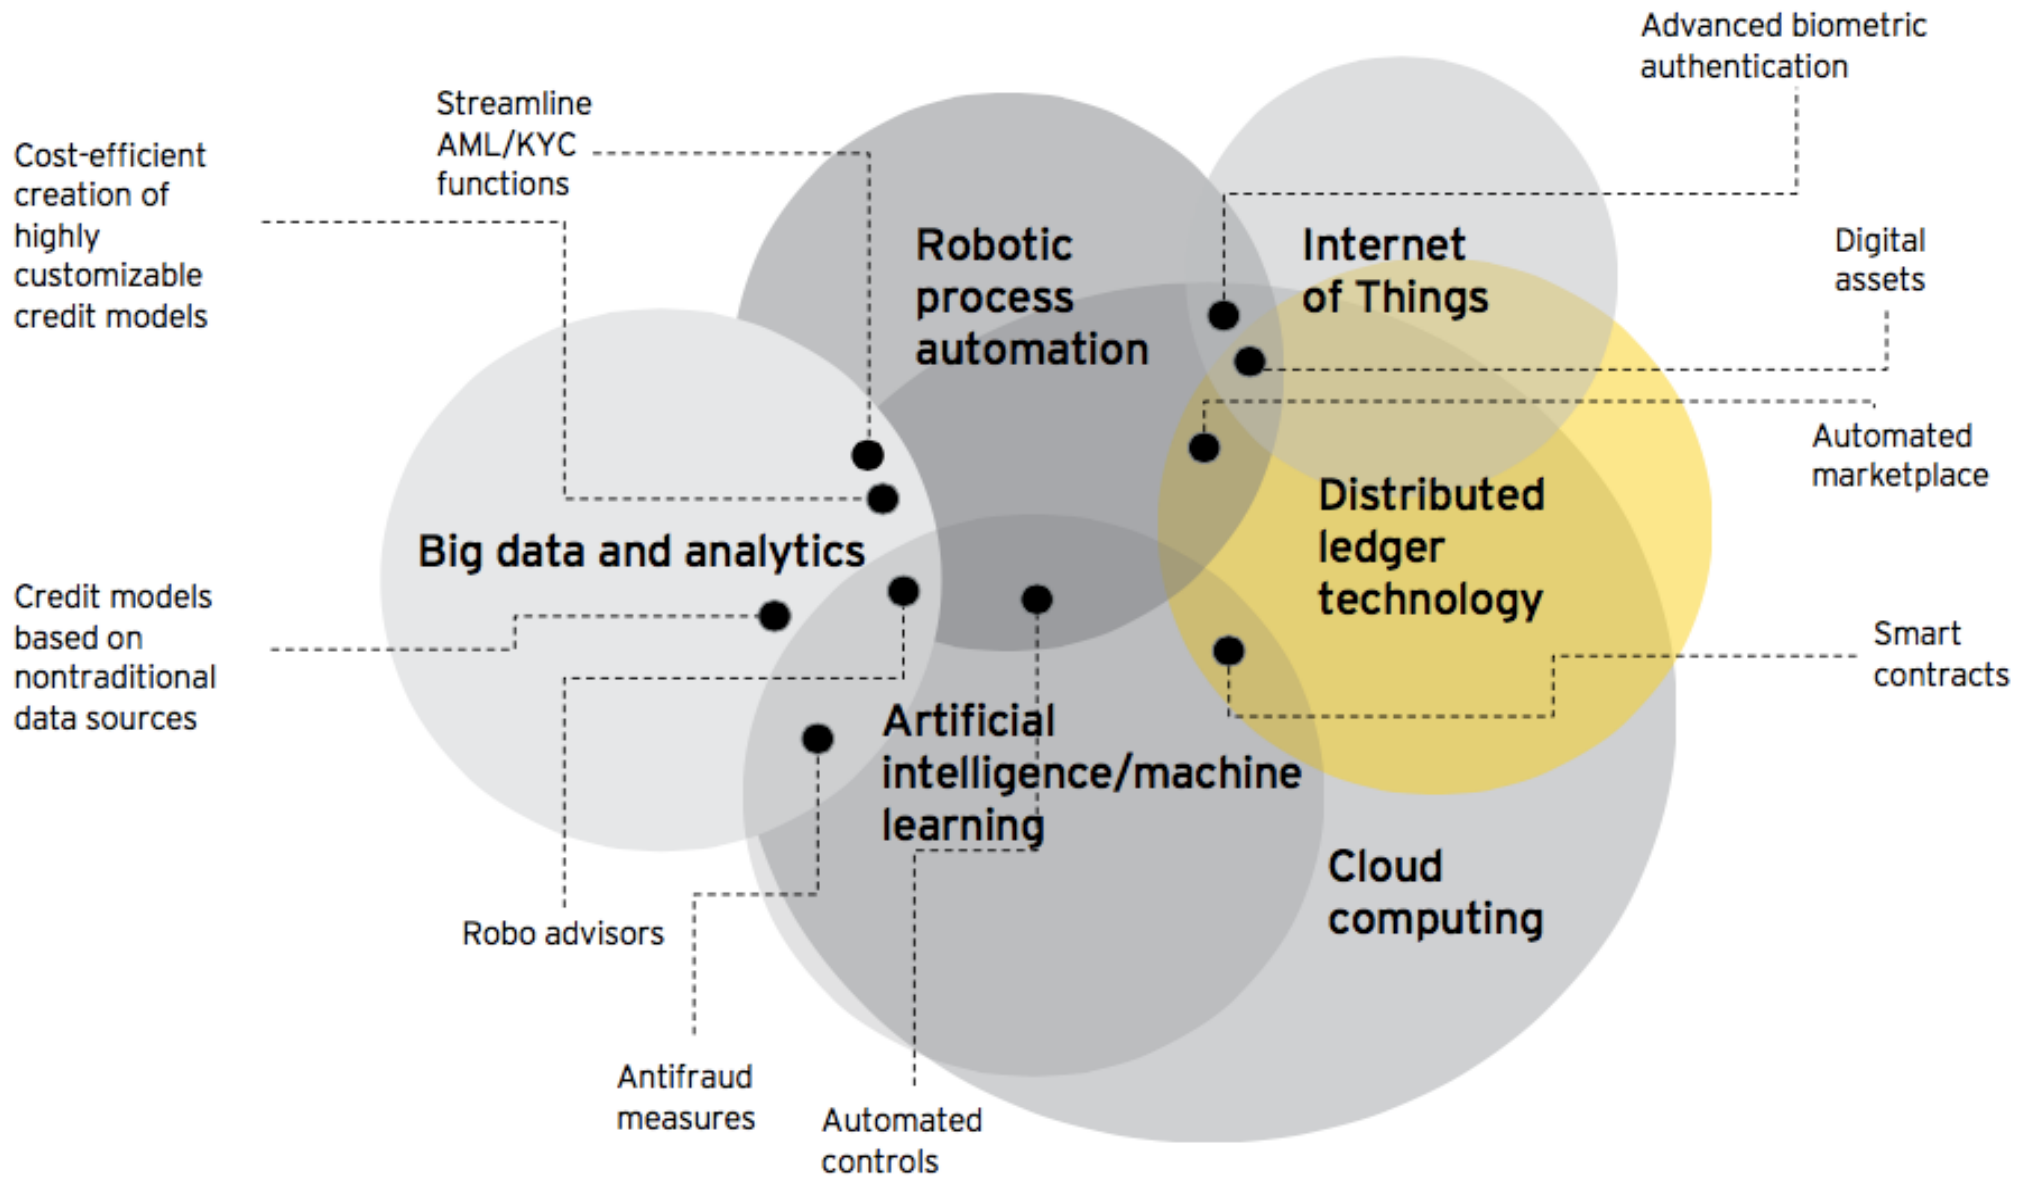 Advanced biometric
authentication
Streamline
AML/KYC
functions
Cost-efficient
creation of
highly
customizable
credit models
Robotic
process
automation
Internet
of Things
Digital
assets
Automated
marketplace
Distributed
ledger
technology
Big data and analytics
Credit models
based on
nontraditional
data sources
Smart
contracts
Artificial
intelligence/machine
learning
Cloud
computing
Robo advisors
Antifraud
measures
Automated
controls